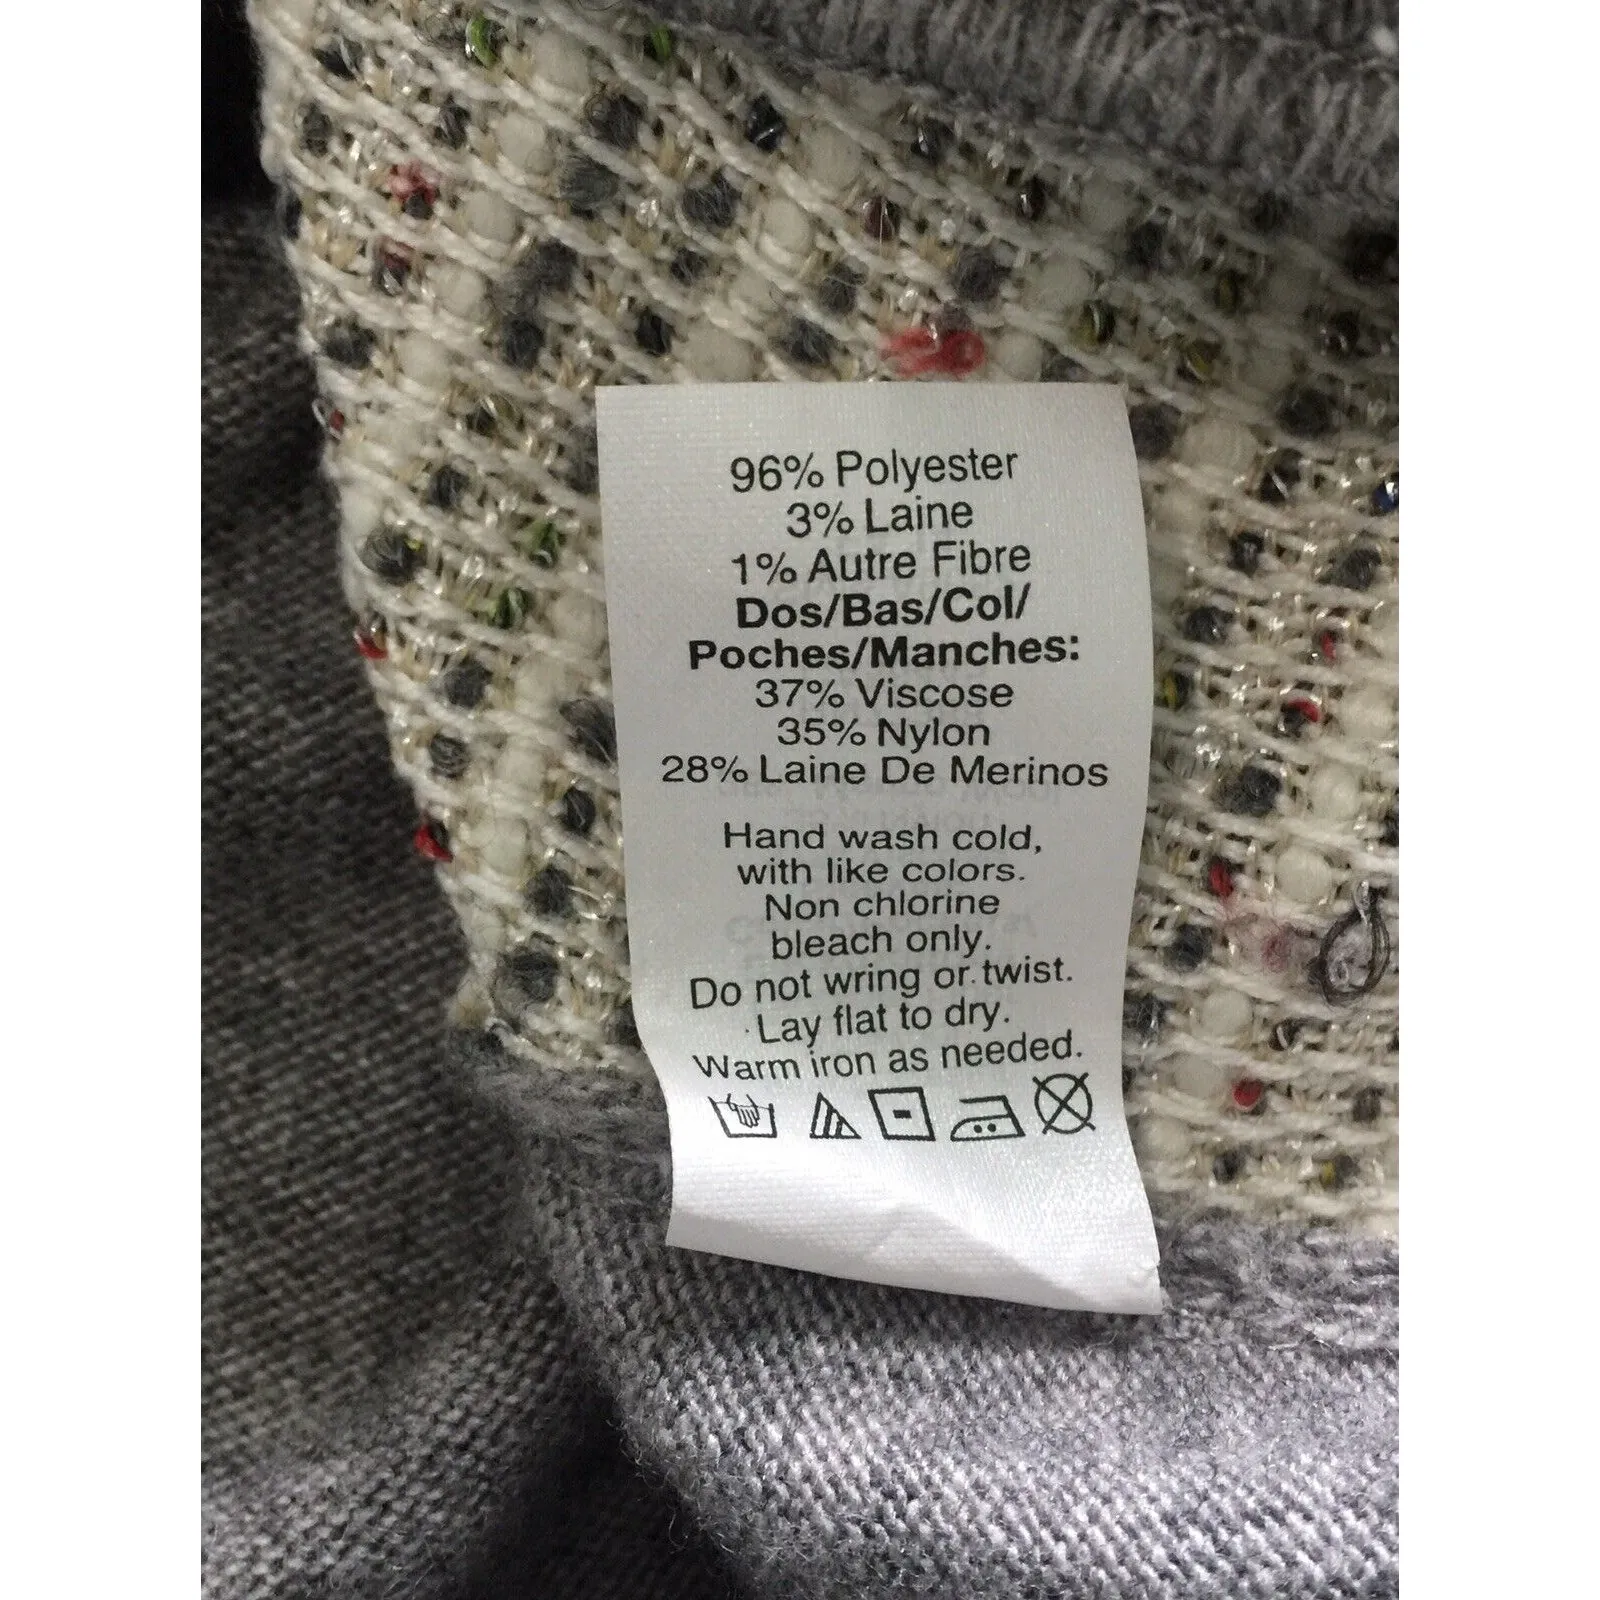 96% Polyester
3% Laine
1% Autre Fibre
Dos/Bas/Col/
Poches/Manches:
37% Viscose
35% Nylon
28% Laine De Merinos
Hand wash cold,
with like colors.
Non chlorine
bleach only.
Do not wring or twist.
Lay flat to dry.
Warm iron as needed.